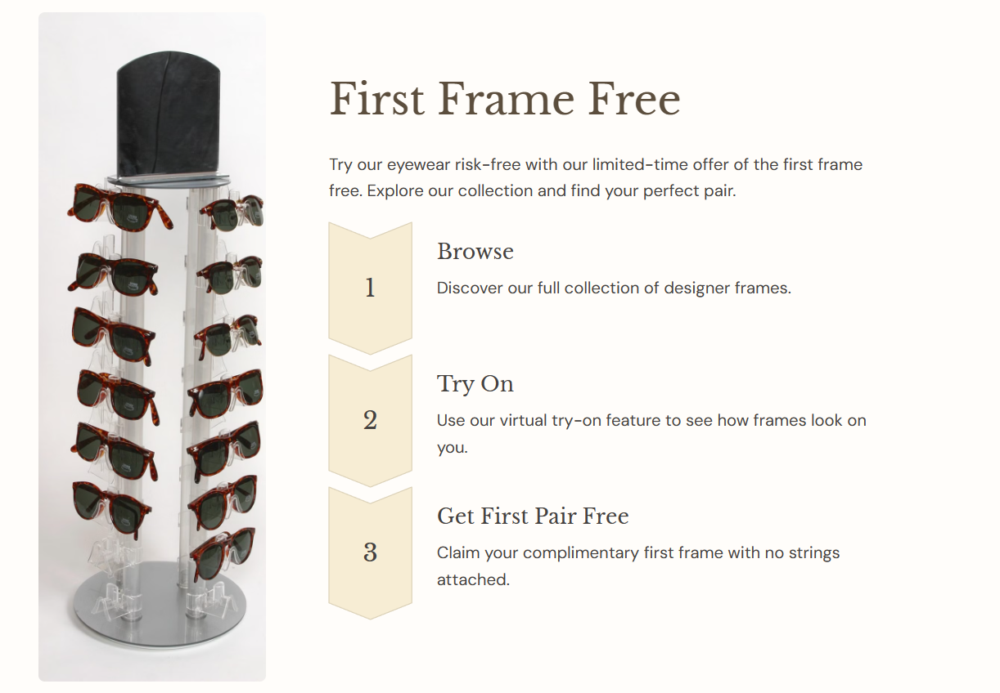 First Frame Free
Try our eyewear risk-free with our limited-time offer of the first frame
free. Explore our collection and find your perfect pair.
1
Browse
Discover our full collection of designer frames.
2
Try On
Use our virtual try-on feature to see how frames look on
you.
3
Get First Pair Free
Claim your complimentary first frame with no strings
attached.